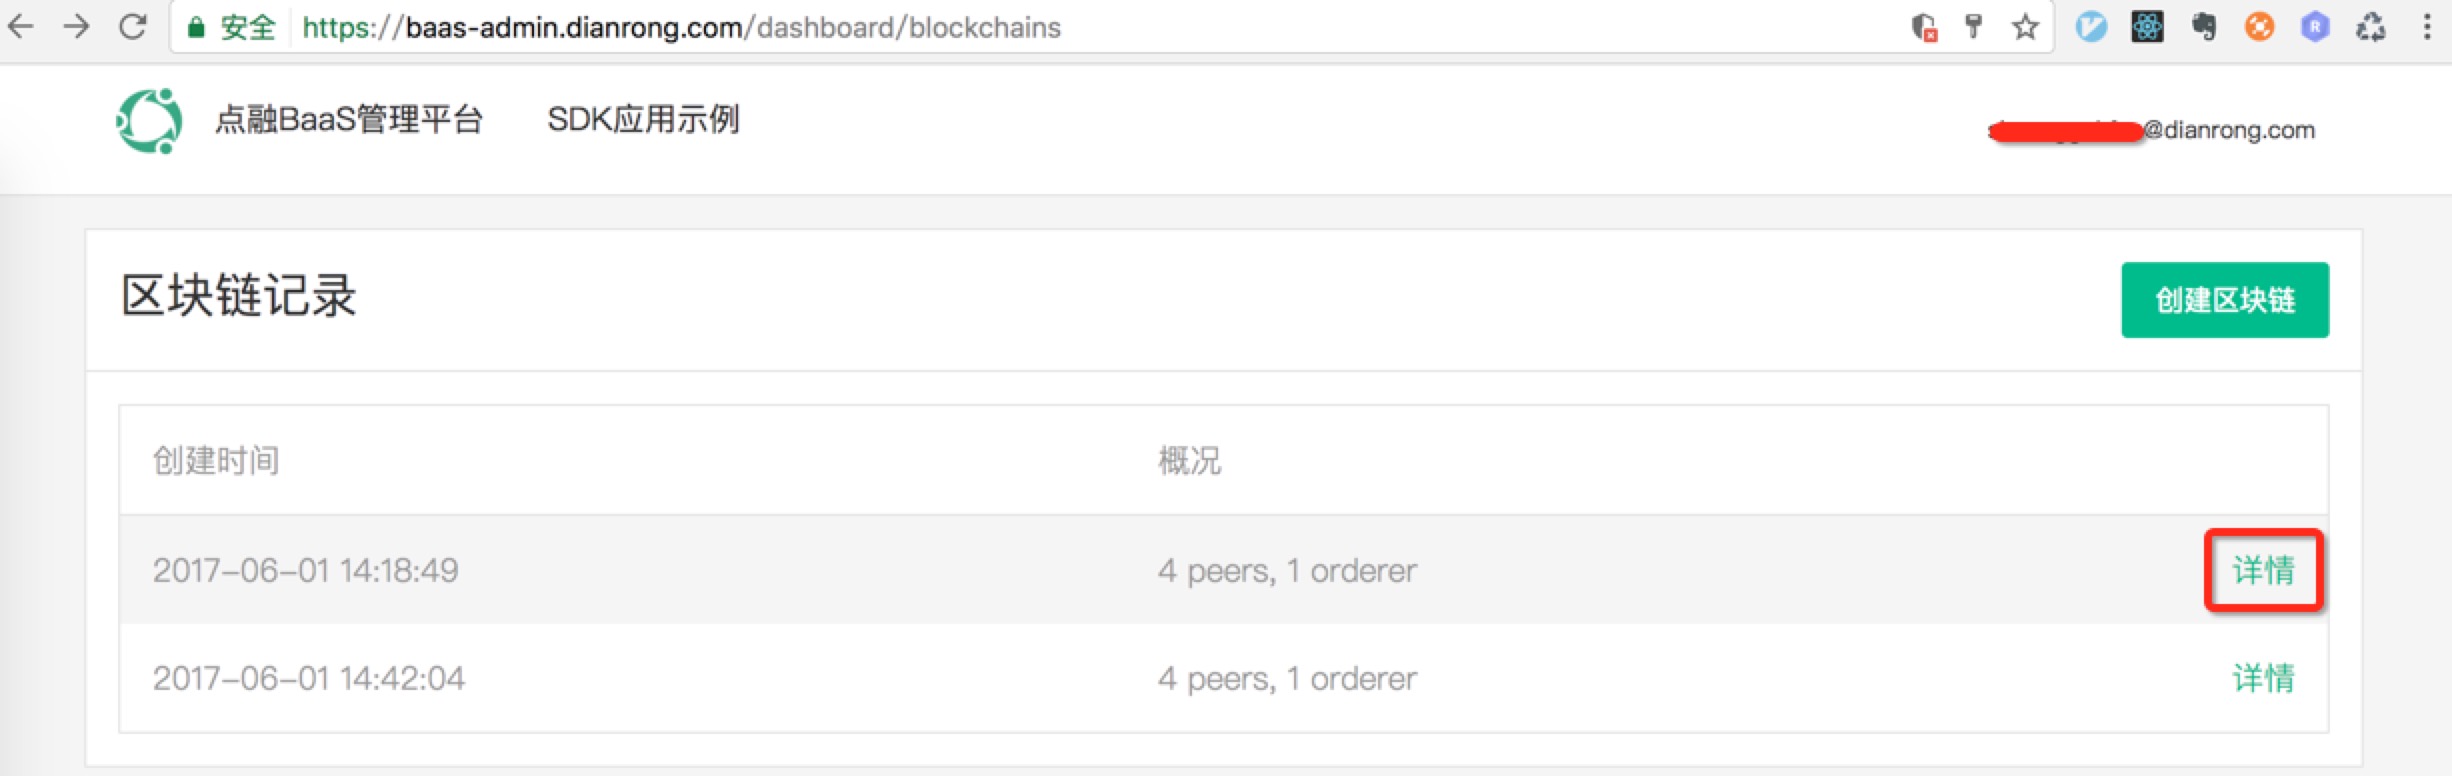 安全 https://baas-admin.dianrong.com/dashboard/blockchains
点融BaaS管理平台 SDK应用示例 @dianrong.com
区块链记录 创建区块链
创建时间 概况
2017-06-01 14:18:49 4 peers, 1 orderer 详情
2017-06-01 14:42:04 4 peers, 1 orderer 详情